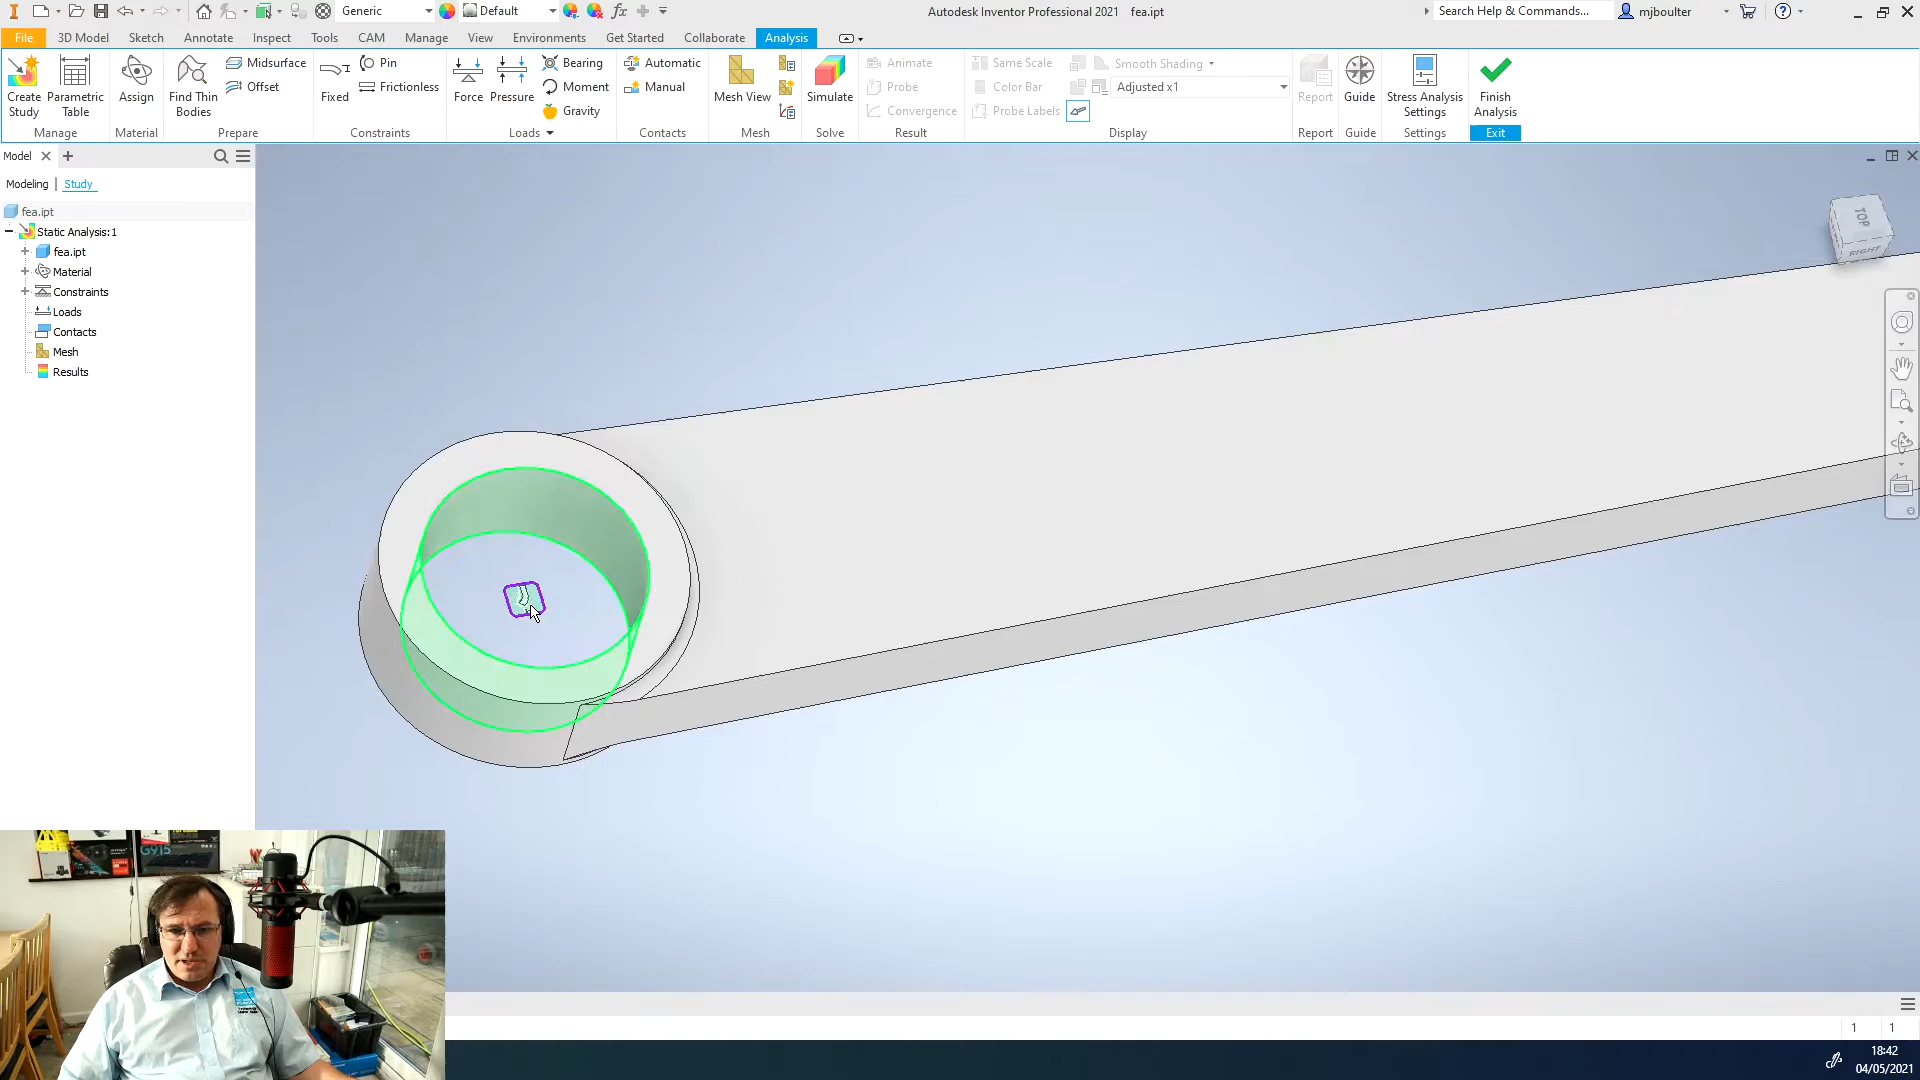 Generic
Default
Autodesk Inventor Professional 2021 fea.ipt
Search Help & Commands...
mjboulter
File 3D Model Sketch Annotate Inspect Tools CAM Manage View Environments Get Started Collaborate Analysis
Create Study
Parametric Table
Manage
Assign
Material
Find Thin Bodies
Midsurface
Offset
Prepare
Fixed
Pin
Frictionless
Constraints
Force
Pressure
Bearing
Moment
Gravity
Loads
Automatic
Manual
Contacts
Mesh View
Mesh
Simulate
Solve
Animate
Probe
Convergence
Result
Same Scale
Color Bar
Probe Labels
Smooth Shading
Adjusted x1
Display
Report
Report
Guide
Guide
Stress Analysis Settings
Settings
Finish Analysis
Exit
Model
Modeling | Study
fea.ipt
Static Analysis:1
fea.ipt
Material
Constraints
Loads
Contacts
Mesh
Results
TOP
RIGHT
G915
1 1
18:42
04/05/2021